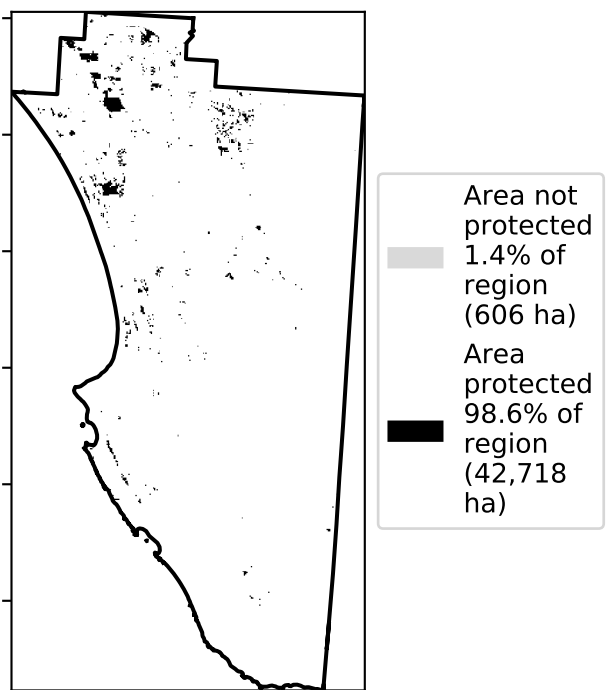 Area not
protected
1.4% of
region
(606 ha)
Area
protected
98.6% of
region
(42,718
ha)